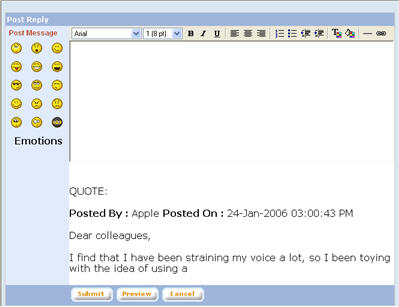 Post Reply
Post Message
Arial 1 (8 pt) B I U
Emotions
QUOTE:
Posted By : Apple Posted On : 24-Jan-2006 03:00:43 PM
Dear colleagues,
I find that I have been straining my voice a lot, so I been toying
with the idea of using a
Submit Preview Cancel